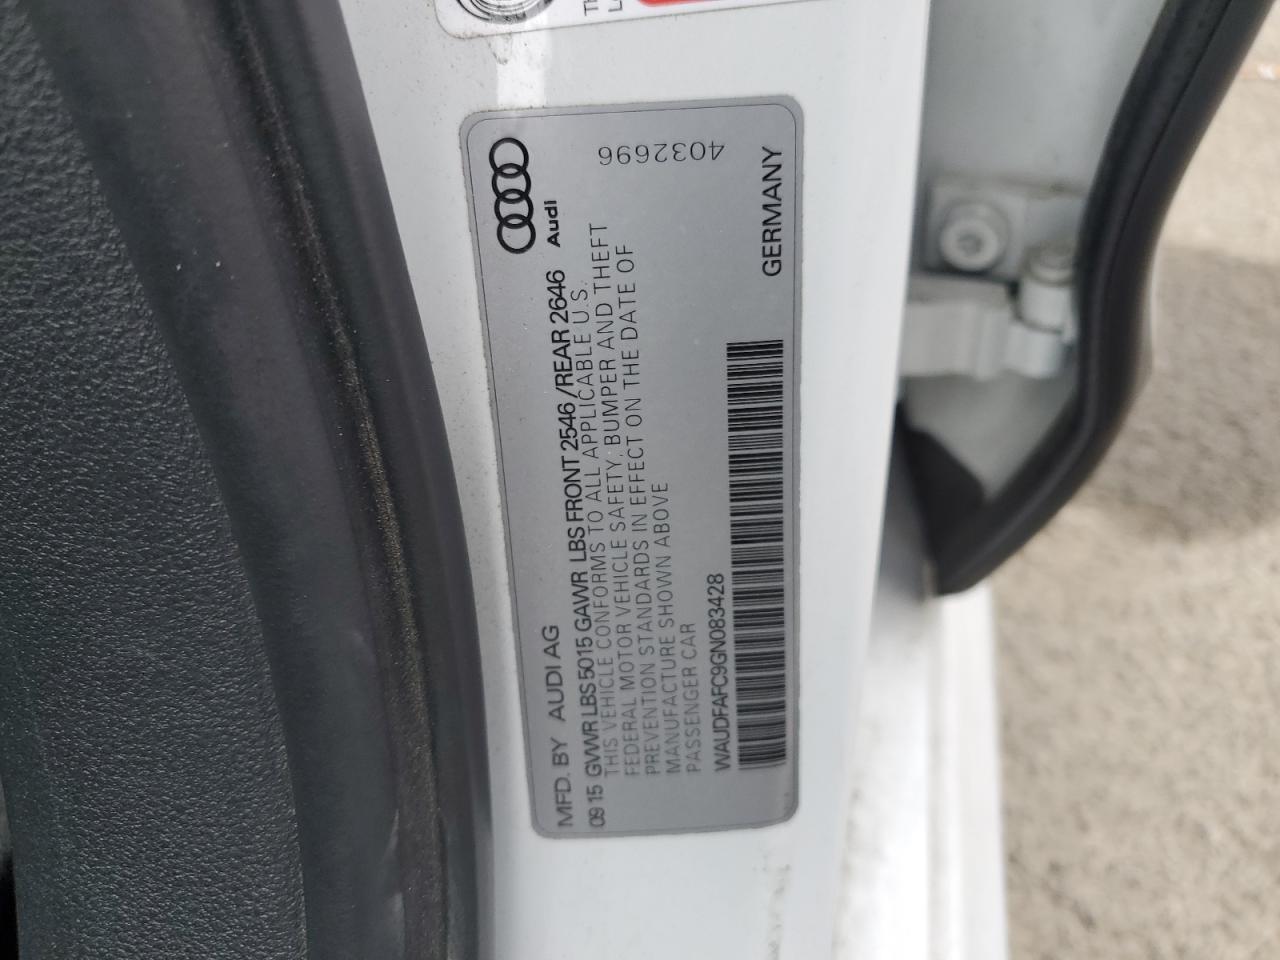 MFD. BY AUDI AG
Audi
09 15 GVWR LBS 5015 GAWR LBS FRONT 2546 /REAR 2646
THIS VEHICLE CONFORMS TO ALL APPLICABLE U.S.
FEDERAL MOTOR VEHICLE SAFETY, BUMPER AND THEFT
PREVENTION STANDARDS IN EFFECT ON THE DATE OF
MANUFACTURE SHOWN ABOVE
PASSENGER CAR
WAUDFAFC9GN083428
4032696
GERMANY